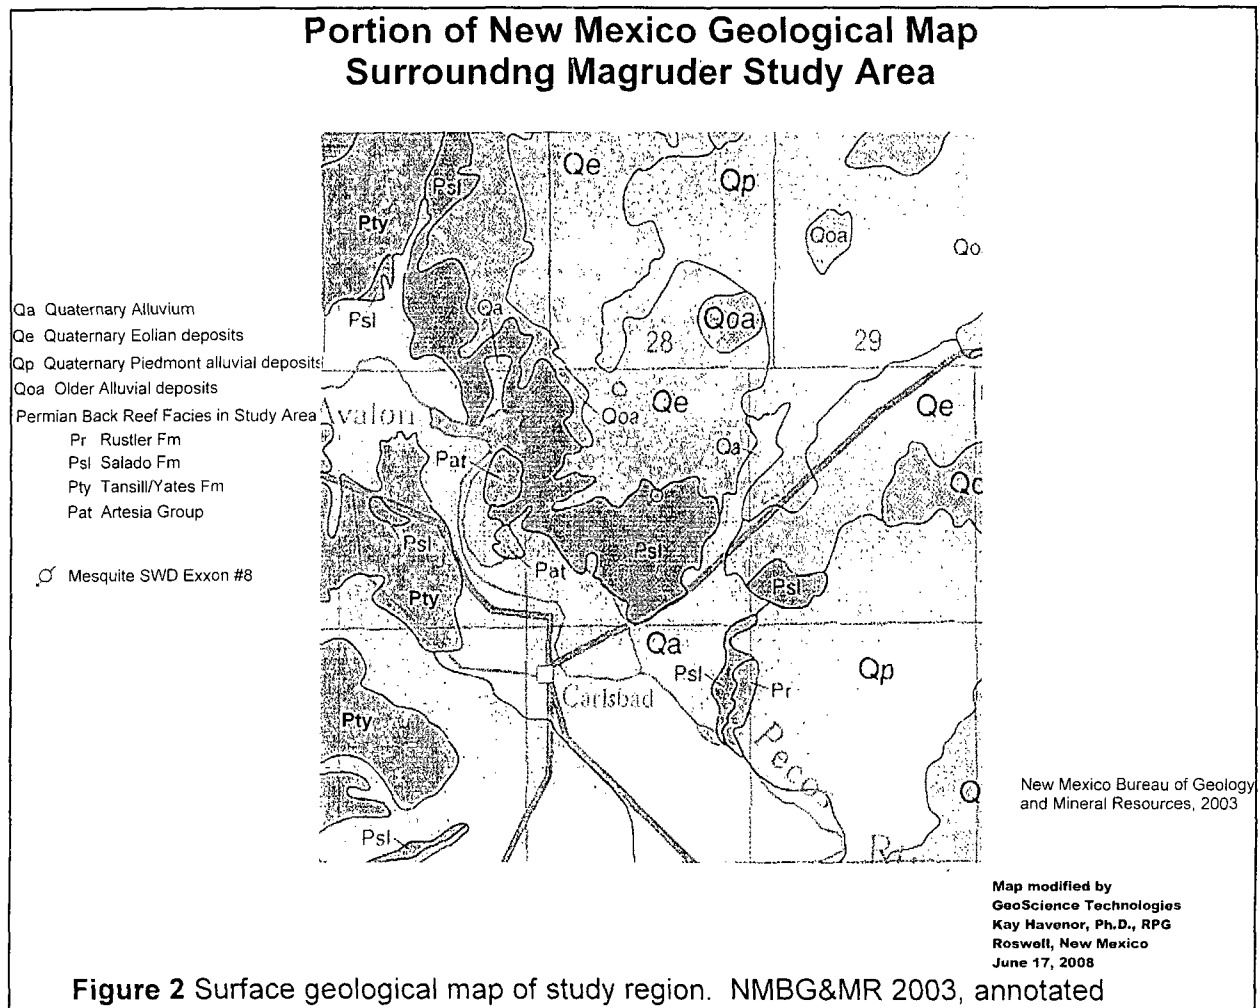 Portion of New Mexico Geological Map
Surroundng Magruder Study Area
Qa Quaternary Alluvium
Qe Quaternary Eolian deposits
Qp Quaternary Piedmont alluvial deposits
Qoa Older Alluvial deposits
Permian Back Reef Facies in Study Area
Pr Rustler Fm
Psl Salado Fm
Pty Tansill/Yates Fm
Pat Artesia Group
Mesquite SWD Exxon #8
Qe
Psl
Qp
Pty
Qoa
Qo
Qa
Psl
Qoa
28
29
Avalon
Qoa
Qe
Qe
Qa
Pat
Qo
Psl
Psl
Pat
Psl
Pty
Qa
Psl
Pr
Qp
Carlsbad
Pty
Pecos
Q
Psl
R
New Mexico Bureau of Geology
and Mineral Resources, 2003
Map modified by
GeoScience Technologies
Kay Havenor, Ph.D., RPG
Roswell, New Mexico
June 17, 2008
Figure 2 Surface geological map of study region. NMBG&MR 2003, annotated